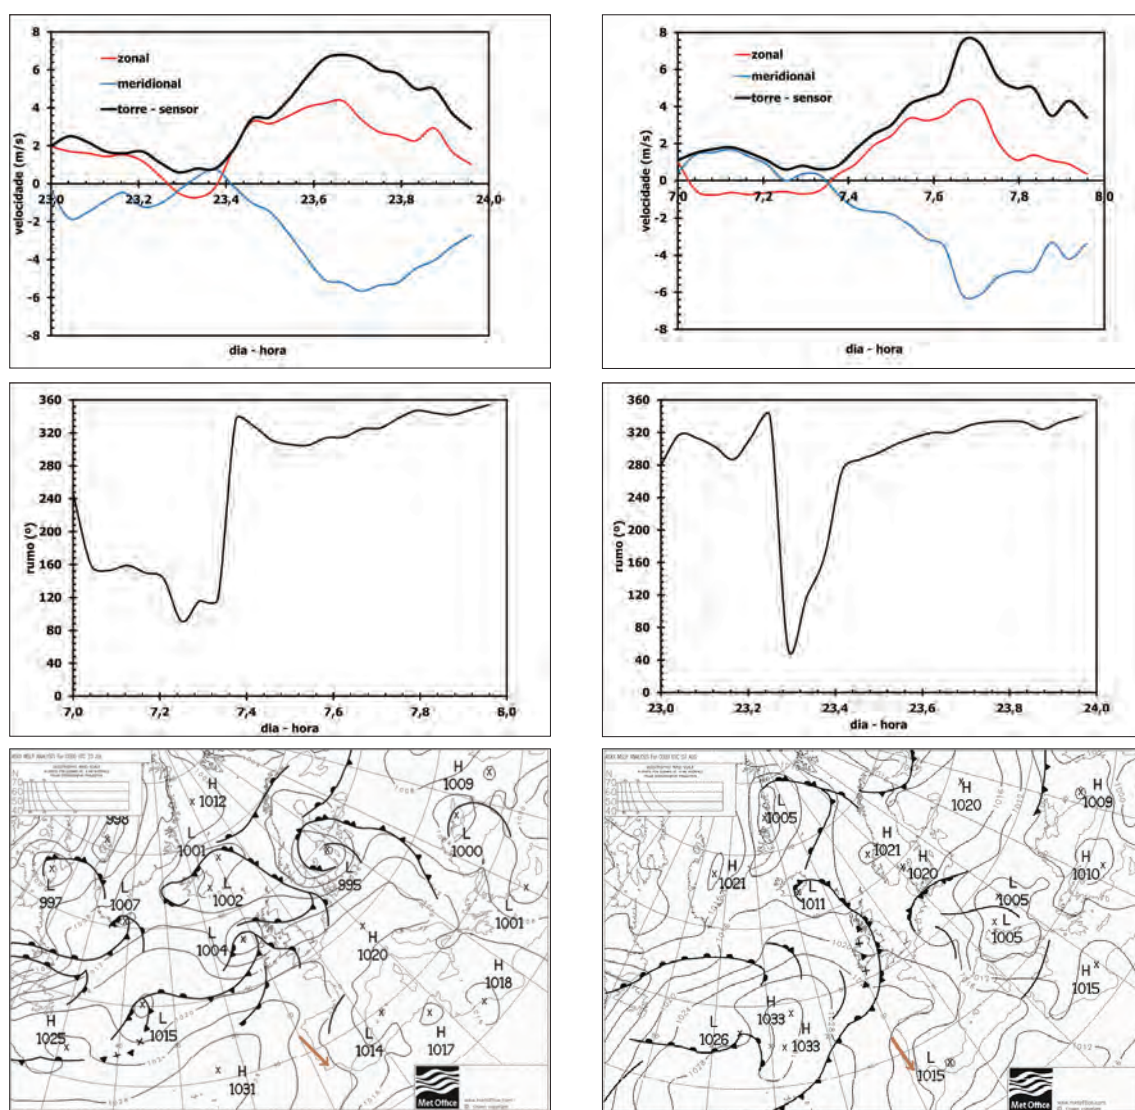 8
6
4
2
0
-2
-4
-6
-8
velocidade (m/s)
zonal
meridional
torre - sensor
23,0
23,2
23,4
23,6
23,8
24,0
dia - hora
8
6
4
2
0
-2
-4
-6
-8
velocidade (m/s)
zonal
meridional
torre - sensor
7,0
7,2
7,4
7,6
7,8
8,0
dia - hora
360
320
280
240
200
160
120
80
40
0
rumo (º)
7,0
7,2
7,4
7,6
7,8
8,0
dia - hora
360
320
280
240
200
160
120
80
40
0
rumo (º)
23,0
23,2
23,4
23,6
23,8
24,0
dia - hora
H
1012
H
1009
998
L
1001
L
1000
L
997
L
1007
L
1002
L
995
L
1001
L
1004
H
1020
H
1018
H
1025
L
1015
L
1014
H
1017
H
1031
Met Office
L
1005
H
1020
H
1009
H
1021
H
1021
H
1020
H
1010
L
1011
L
1005
L
1005
H
1015
H
1033
L
1026
H
1033
L
1015
Met Office